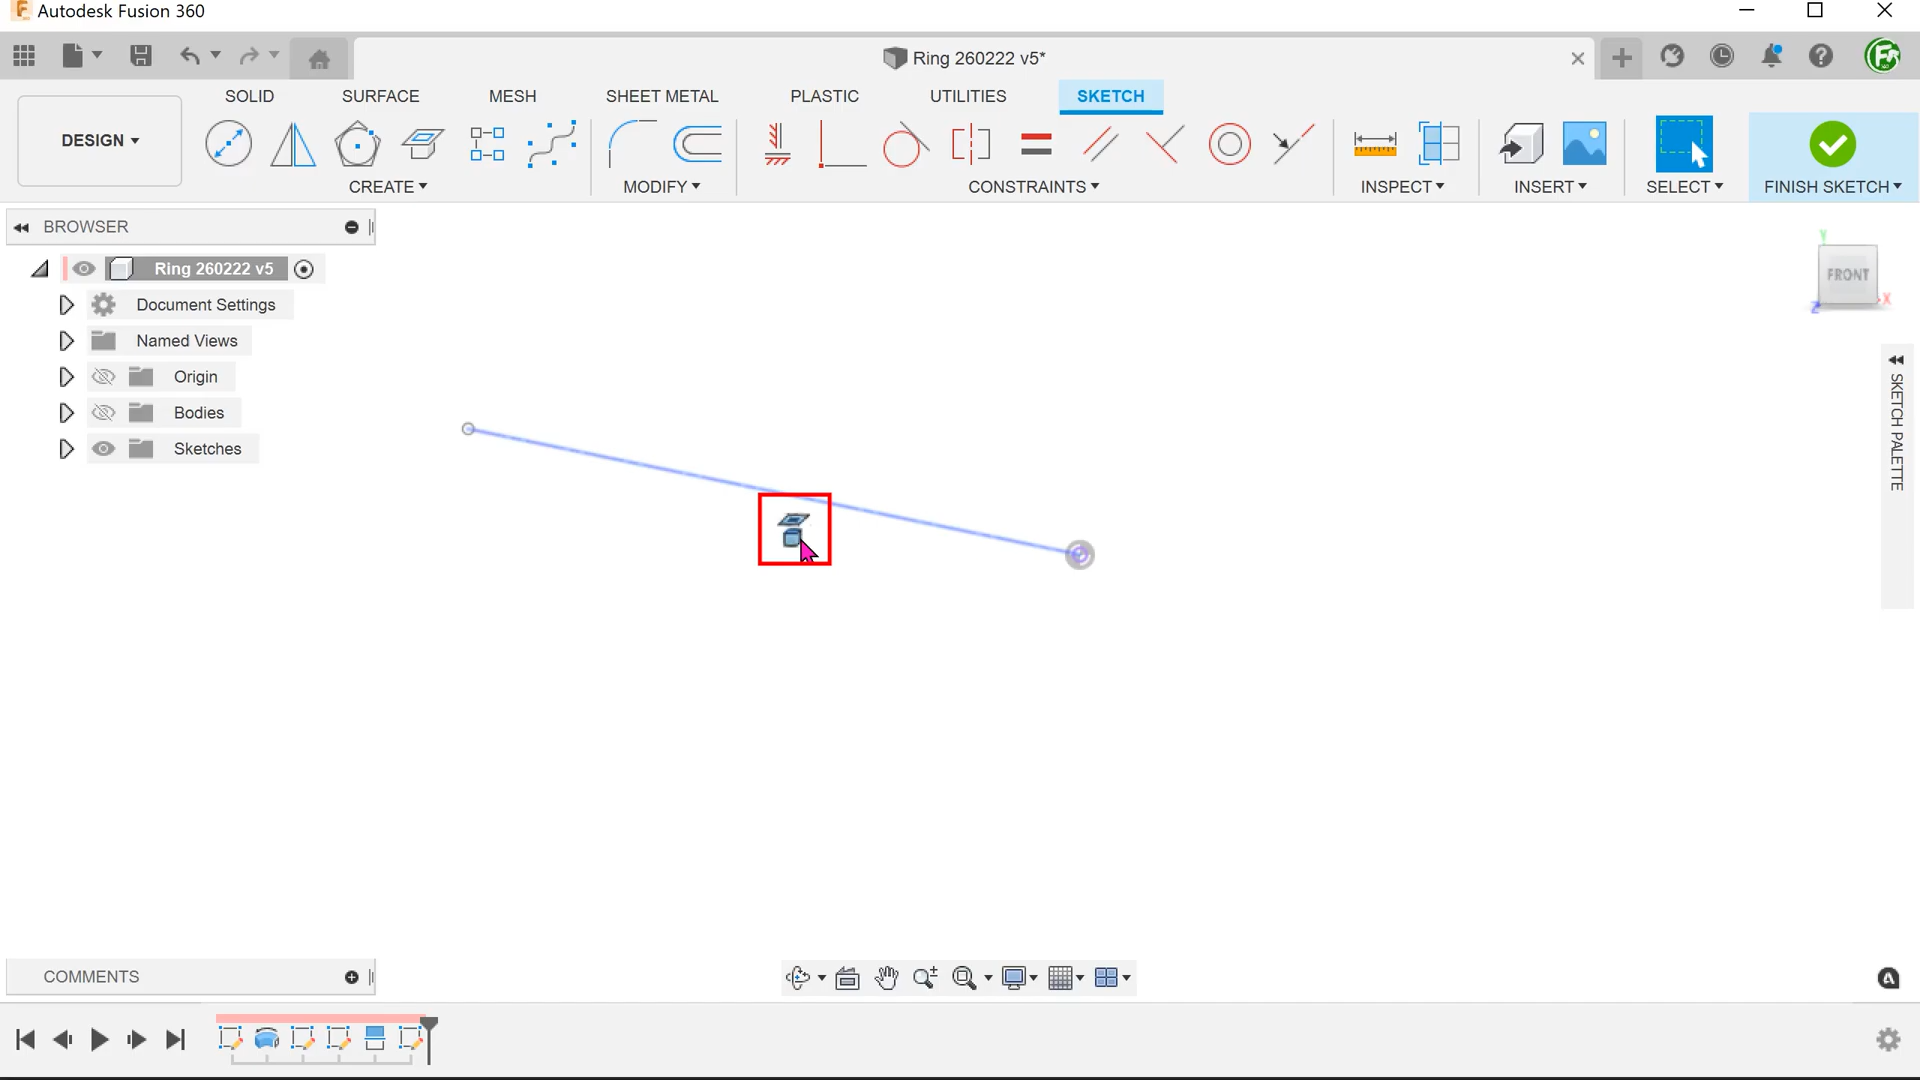 Autodesk Fusion 360
Ring 260222 v5*
SOLID
SURFACE
MESH
SHEET METAL
PLASTIC
UTILITIES
SKETCH
DESIGN
CREATE
MODIFY
CONSTRAINTS
INSPECT
INSERT
SELECT
FINISH SKETCH
BROWSER
Ring 260222 v5
Document Settings
Named Views
Origin
Bodies
Sketches
Y
FRONT
X
Z
SKETCH PALETTE
COMMENTS